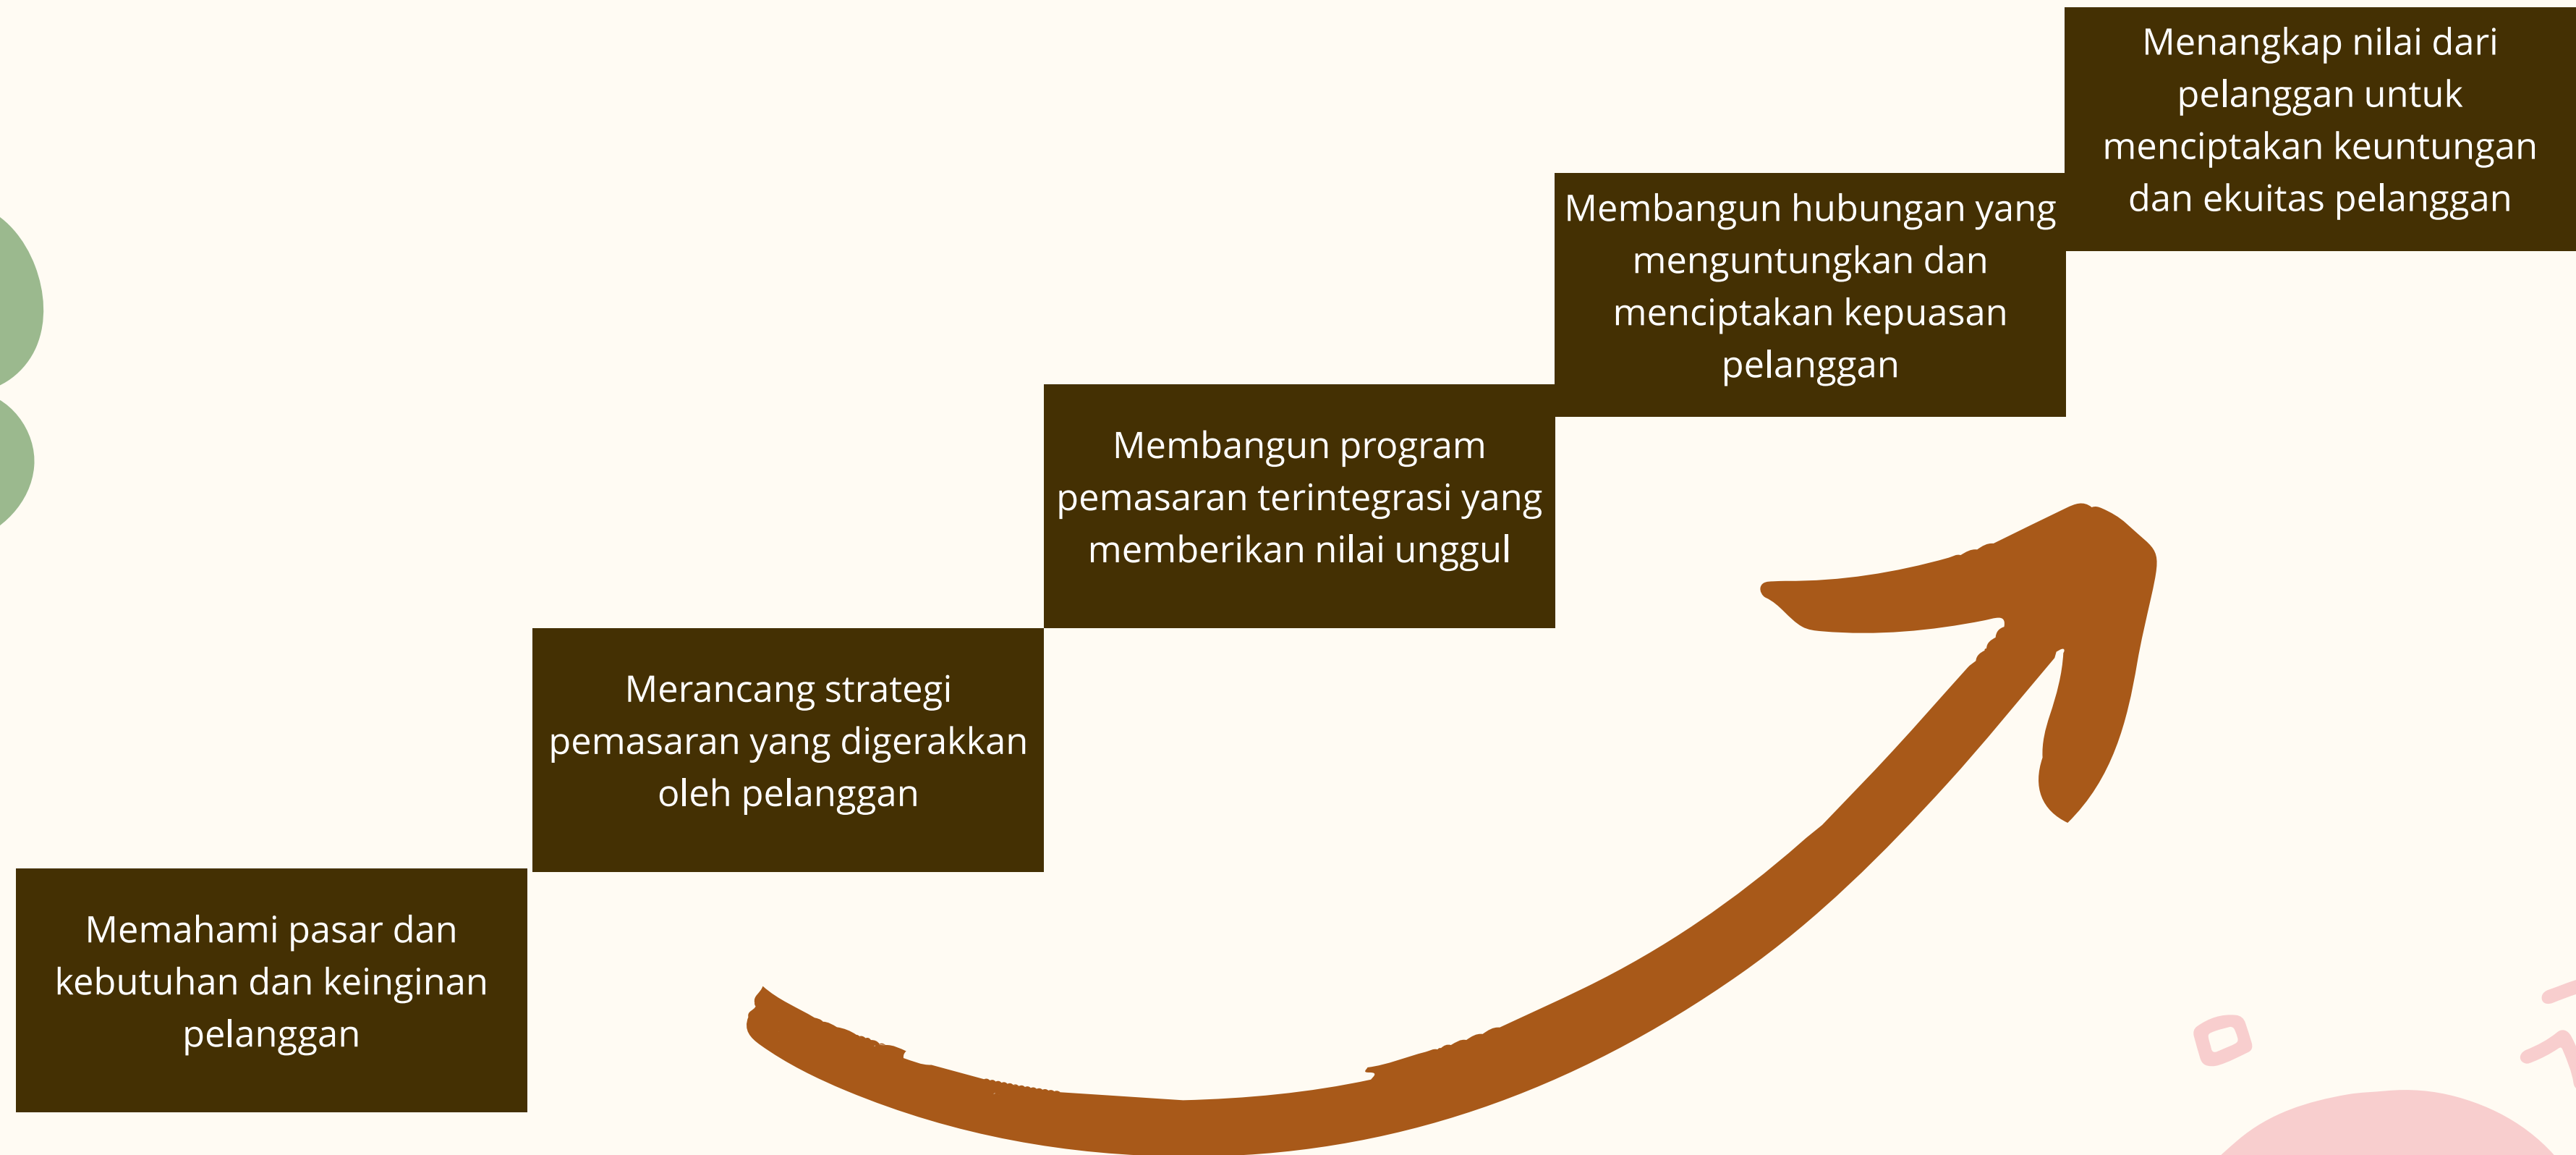 Memahami pasar dan
kebutuhan dan keinginan
pelanggan
Merancang strategi
pemasaran yang digerakkan
oleh pelanggan
Membangun program
pemasaran terintegrasi yang
memberikan nilai unggul
Membangun hubungan yang
menguntungkan dan
menciptakan kepuasan
pelanggan
Menangkap nilai dari
pelanggan untuk
menciptakan keuntungan
dan ekuitas pelanggan